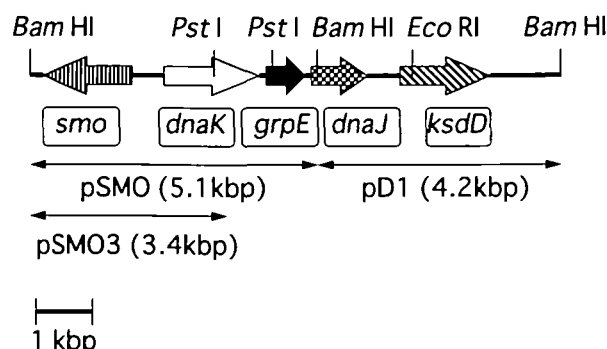 Bam HI Pst I Pst I Bam HI Eco RI Bam HI
smo dnaK grpE dnaJ ksdD
pSMO (5.1kbp) pD1 (4.2kbp)
pSMO3 (3.4kbp)
1 kbp